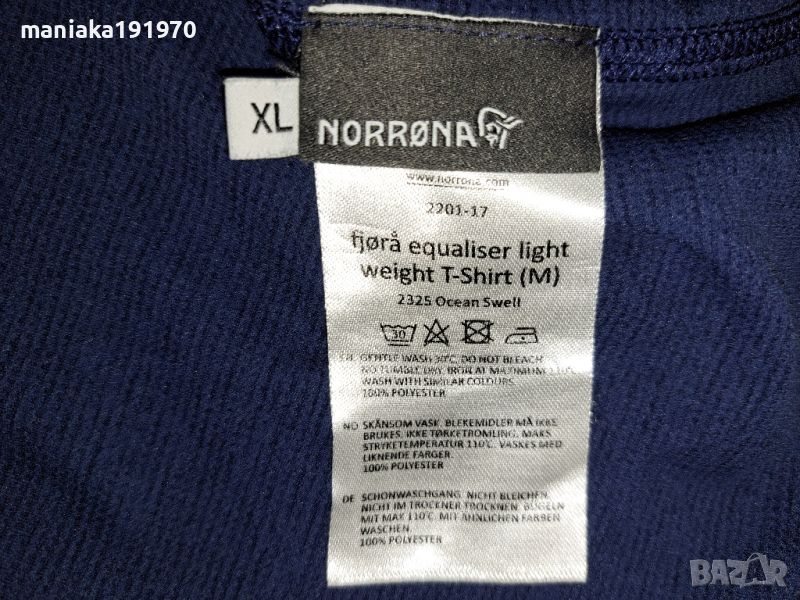 maniaka191970
XL
NORRØNA
www.norrona.com
2201-17
fjørå equaliser light
weight T-Shirt (M)
2325 Ocean Swell
30
EN GENTLE WASH 30°C, DO NOT BLEACH
NO TUMBLE DRY, IRON AT MAXIMUM
WASH WITH SIMILAR COLOURS.
100% POLYESTER
NO SKÅNSOM VASK. BLEKEMIDLER MÅ IKKE
BRUKES. IKKE TØRKETROMLING. MAKS
STRYKETEMPERATUR 110°C. VASKES MED
LIKNENDE FARGER.
100% POLYESTER
DE SCHONWASCHGANG. NICHT BLEICHEN.
NICHT IM TROCKNER TROCKNEN. BÜGELN
MIT MAX 110°C. MIT ÄHNLICHEN FARBEN
WASCHEN.
100% POLYESTER
BAZAR